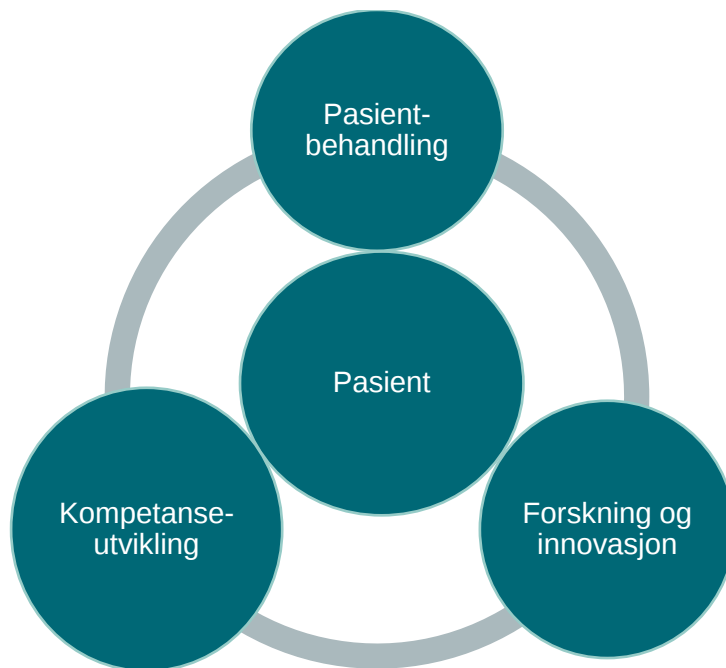 Pasient-
behandling
Pasient
Kompetanse-
utvikling
Forskning og
innovasjon